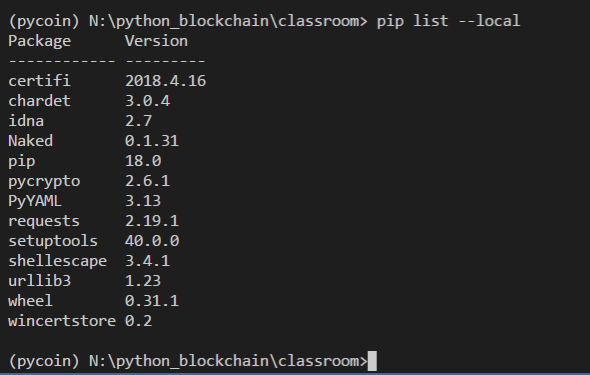 (pycoin) N:\python_blockchain\classroom> pip list --local
Package      Version
------------ ---------
certifi      2018.4.16
chardet      3.0.4
idna         2.7
Naked        0.1.31
pip          18.0
pycrypto     2.6.1
PyYAML       3.13
requests     2.19.1
setuptools   40.0.0
shellescape  3.4.1
urllib3      1.23
wheel        0.31.1
wincertstore 0.2
(pycoin) N:\python_blockchain\classroom>